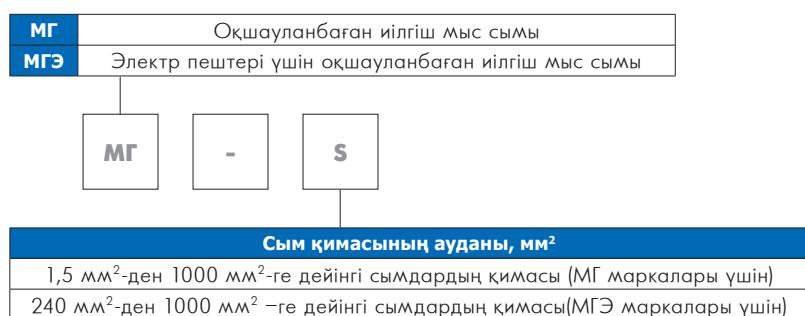 МГ Оқшауланбаған иілгіш мыс сымы
МГЭ Электр пештері үшін оқшауланбаған иілгіш мыс сымы
МГ - S
Сым қимасының ауданы, мм²
1,5 мм²-ден 1000 мм²-ге дейінгі сымдардың қимасы (МГ маркалары үшін)
240 мм²-ден 1000 мм² –ге дейінгі сымдардың қимасы(МГЭ маркалары үшін)